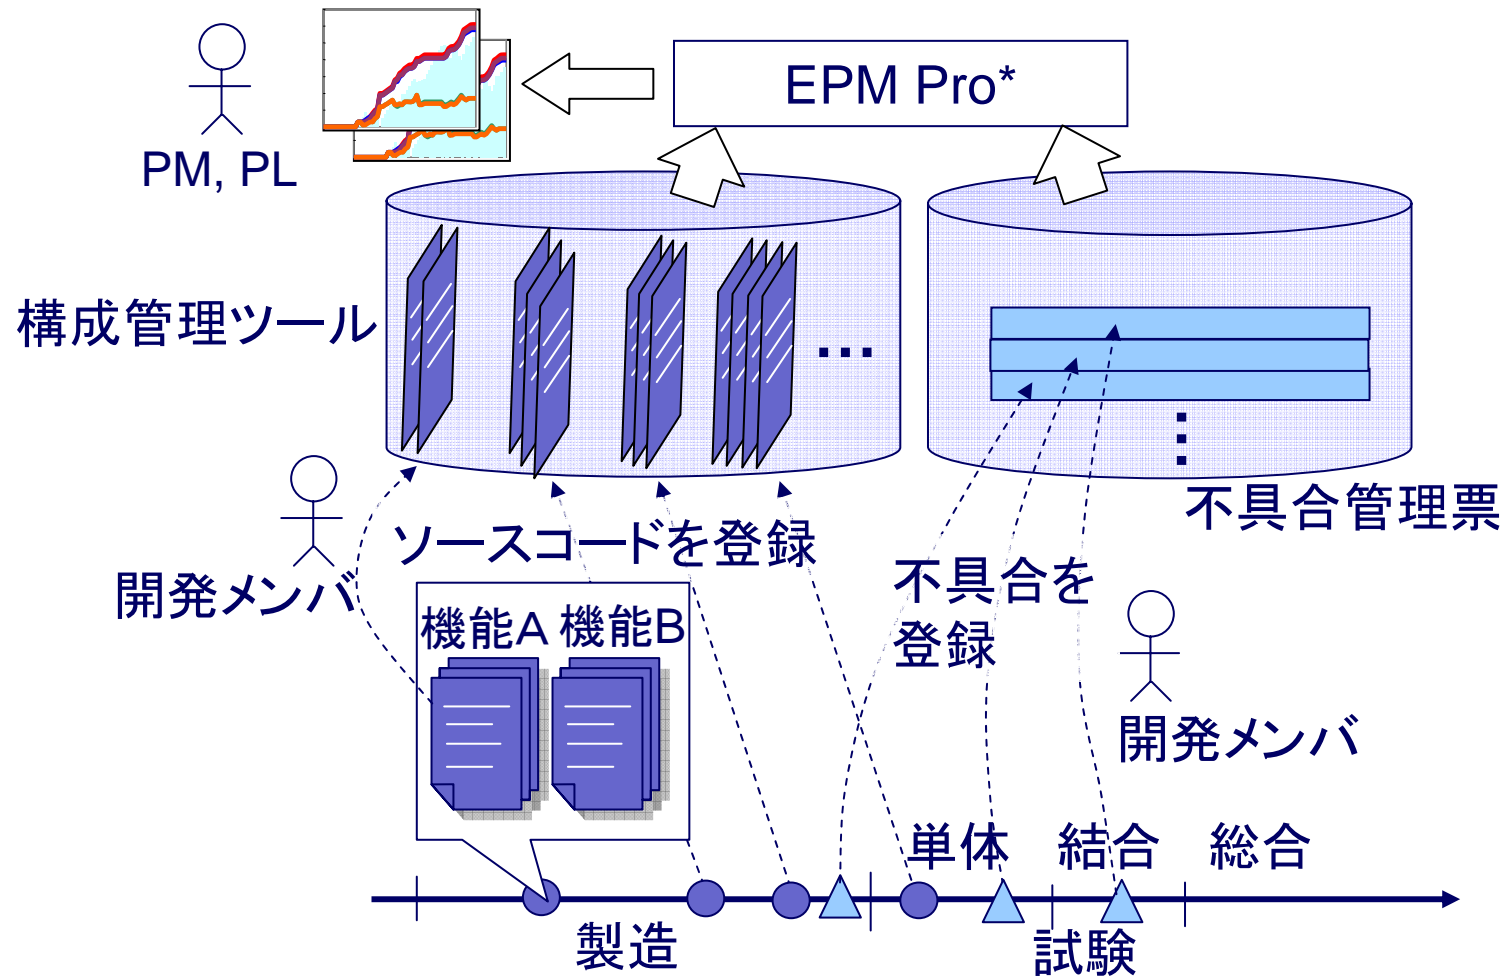 EPM Pro*
PM, PL
構成管理ツール
…
⋮
不具合管理票
ソースコードを登録
開発メンバ
不具合を
登録
機能A 機能B
開発メンバ
単体 結合 総合
製造 試験